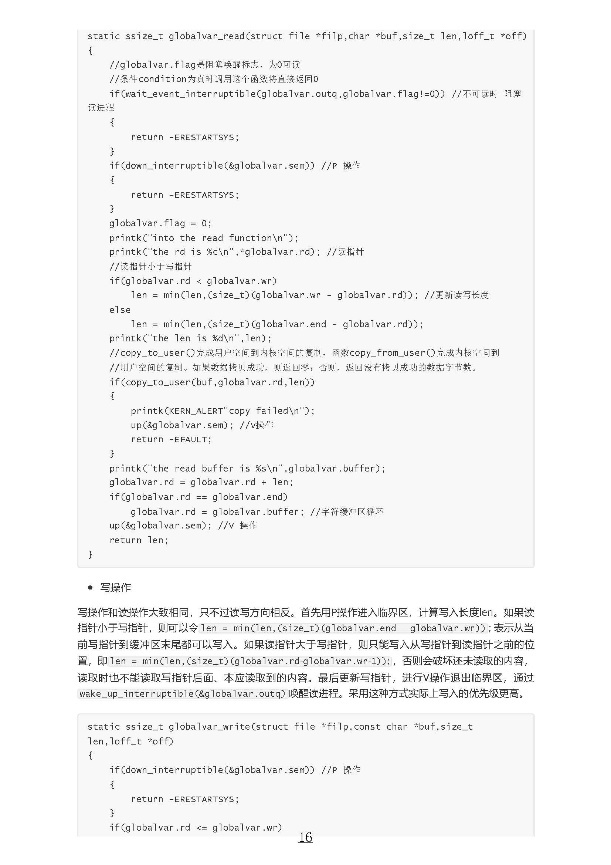 static ssize_t globalvar_read(struct file *filp,char *buf,size_t len,loff_t *off)
{
//globalvar.flag是阻塞唤醒标志，为0可读
//条件condition为真时调用这个函数将直接返回0
if(wait_event_interruptible(globalvar.outq,globalvar.flag!=0)) //不可读时 阻塞
读进程
{
return -ERESTARTSYS;
}
if(down_interruptible(&globalvar.sem)) //P 操作
{
return -ERESTARTSYS;
}
globalvar.flag = 0;
printk("into the read function\n");
printk("the rd is %c\n",*globalvar.rd); //读指针
//读指针小于写指针
if(globalvar.rd < globalvar.wr)
len = min(len,(size_t)(globalvar.wr - globalvar.rd)); //更新读写长度
else
len = min(len,(size_t)(globalvar.end - globalvar.rd));
printk("the len is %d\n",len);
//copy_to_user()完成用户空间到内核空间的复制，函数copy_from_user()完成内核空间到
//用户空间的复制。如果数据拷贝成功，则返回零；否则，返回没有拷贝成功的数据字节数。
if(copy_to_user(buf,globalvar.rd,len))
{
printk(KERN_ALERT"copy failed\n");
up(&globalvar.sem); //V操作
return -EFAULT;
}
printk("the read buffer is %s\n",globalvar.buffer);
globalvar.rd = globalvar.rd + len;
if(globalvar.rd == globalvar.end)
globalvar.rd = globalvar.buffer; //字符缓冲区循环
up(&globalvar.sem); //V 操作
return len;
}
• 写操作
写操作和读操作大致相同，只不过读写方向相反。首先用P操作进入临界区，计算写入长度len。如果读
指针小于写指针，则可以令 len = min(len,(size_t)(globalvar.end - globalvar.wr)); 表示从当
前写指针到缓冲区末尾都可以写入。如果读指针大于写指针，则只能写入从写指针到读指针之前的位
置，即 len = min(len,(size_t)(globalvar.rd-globalvar.wr-1)); ，否则会破坏还未读取的内容，
读取时也不能读取写指针后面、本应读取到的内容。最后更新写指针，进行V操作退出临界区，通过
wake_up_interruptible(&globalvar.outq) 唤醒读进程。采用这种方式实际上写入的优先级更高。
static ssize_t globalvar_write(struct file *filp,const char *buf,size_t
len,loff_t *off)
{
if(down_interruptible(&globalvar.sem)) //P 操作
{
return -ERESTARTSYS;
}
if(globalvar.rd <= globalvar.wr)
16